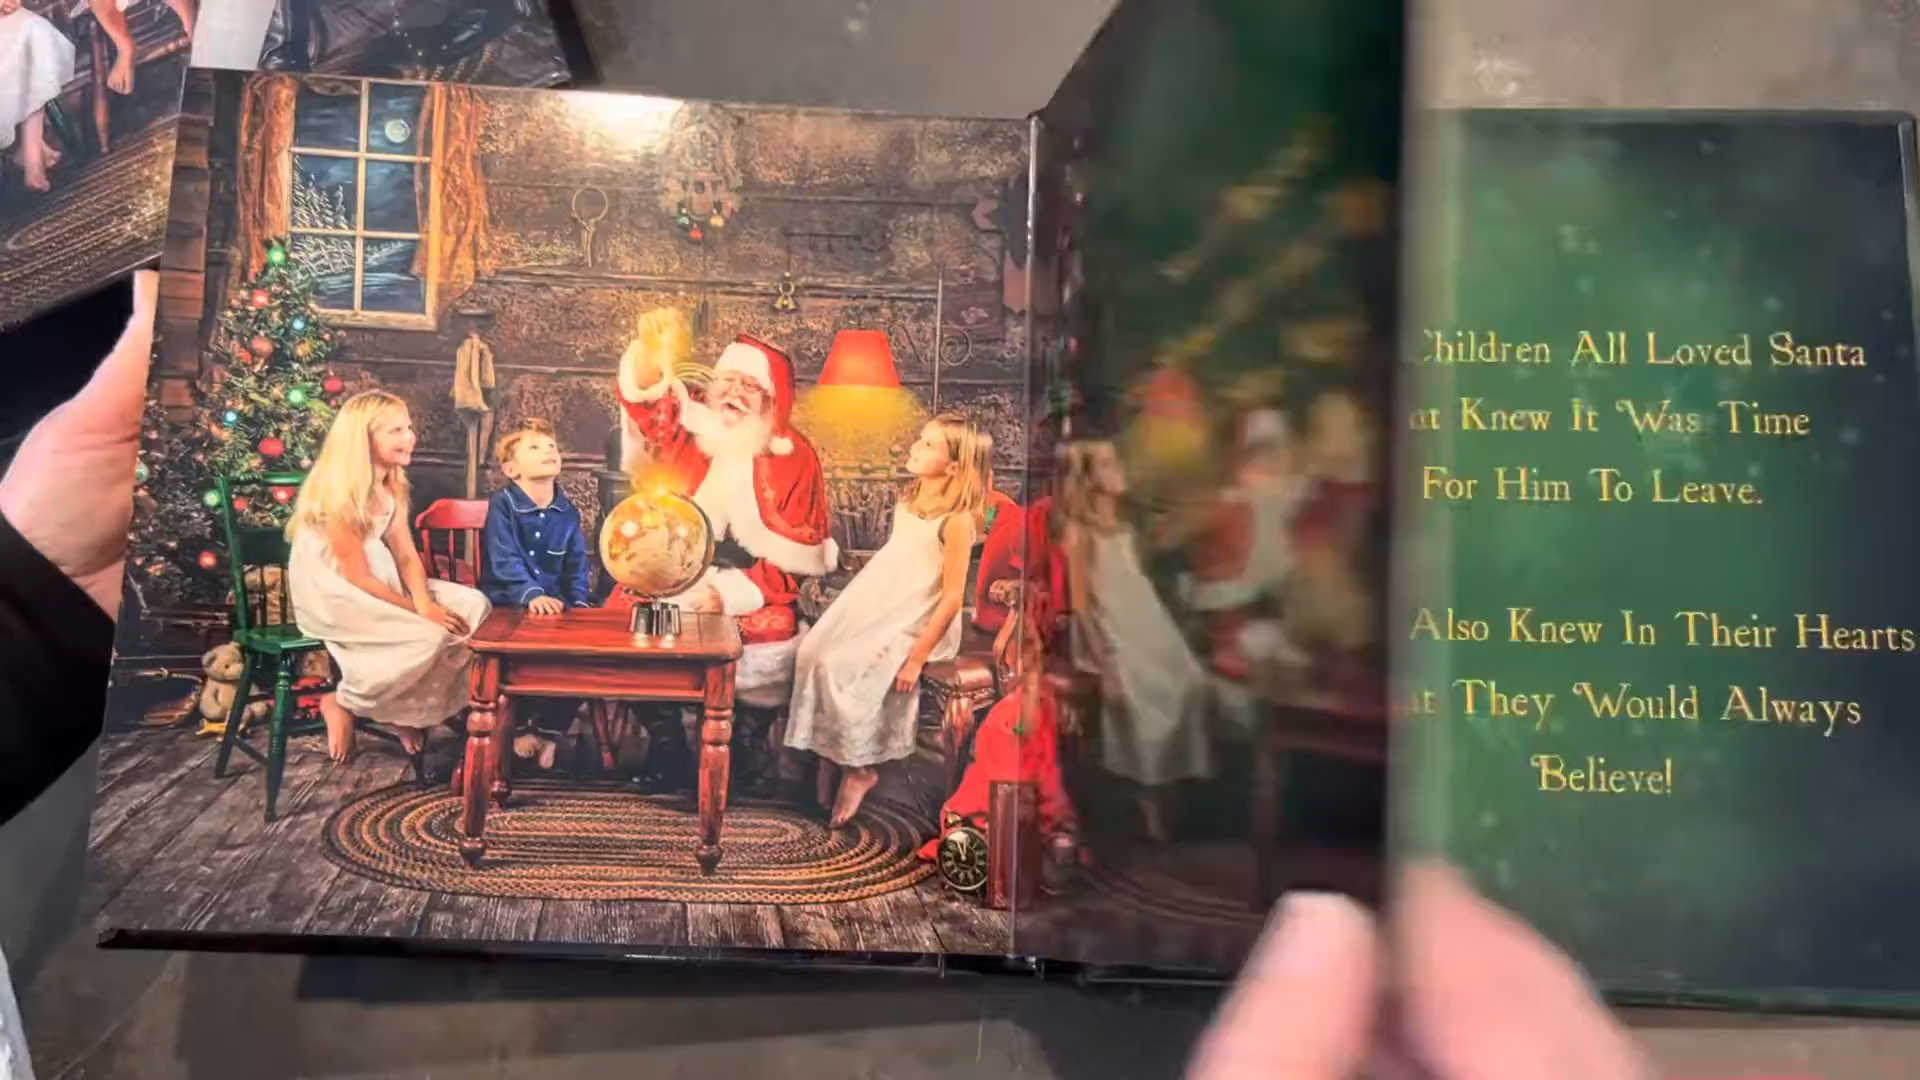 Children All Loved Santa
Knew It Was Time
For Him To Leave.
Also Knew In Their Hearts
They Would Always
Believe!